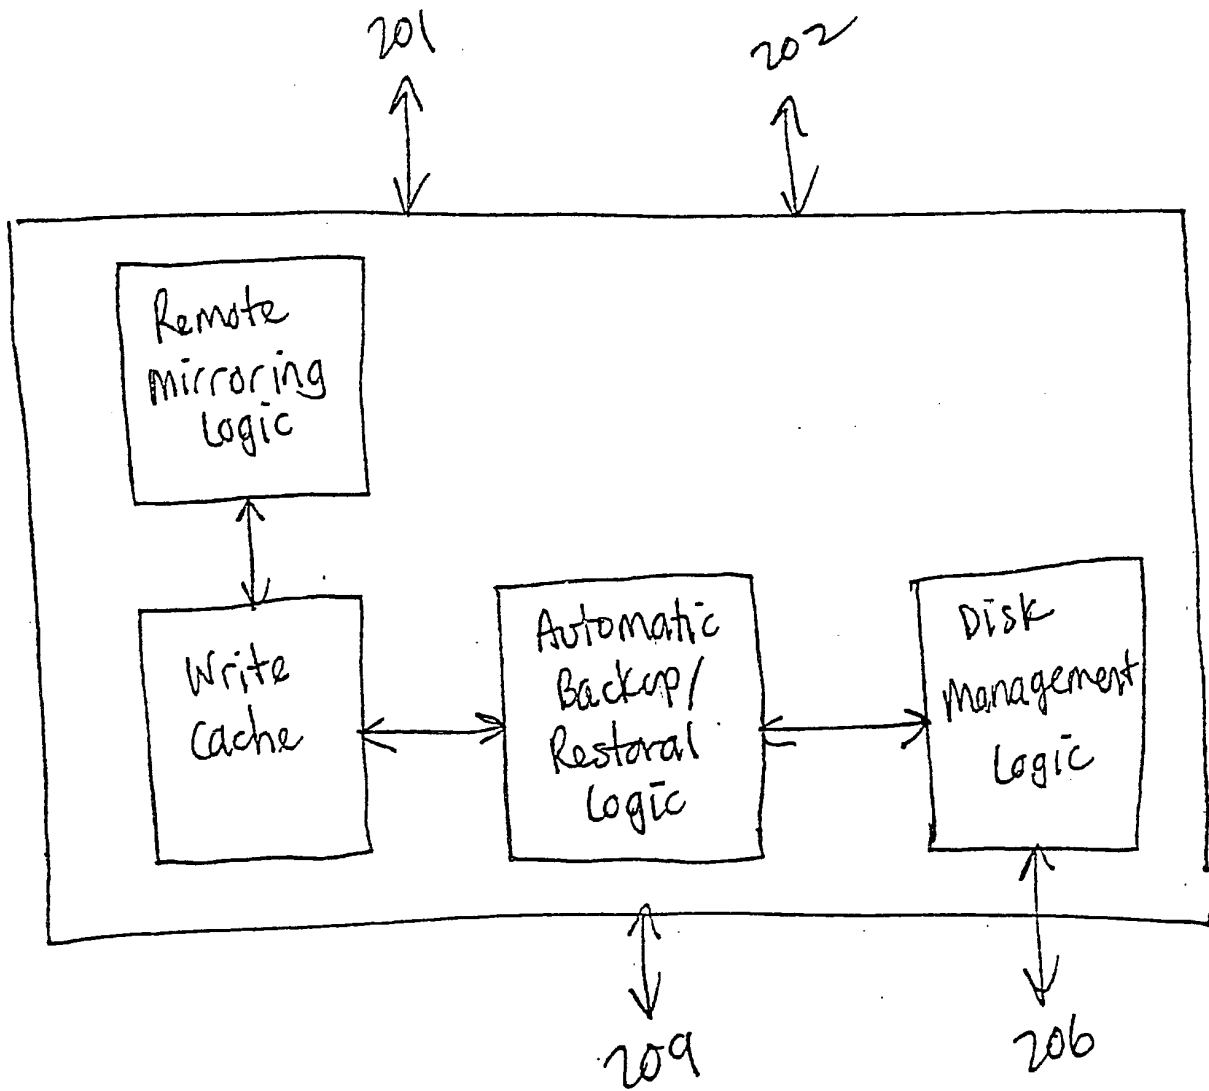 201
202
Remote
mirroring
Logic
Write
Cache
Automatic
Backup/
Restoral
Logic
Disk
Management
Logic
209
206